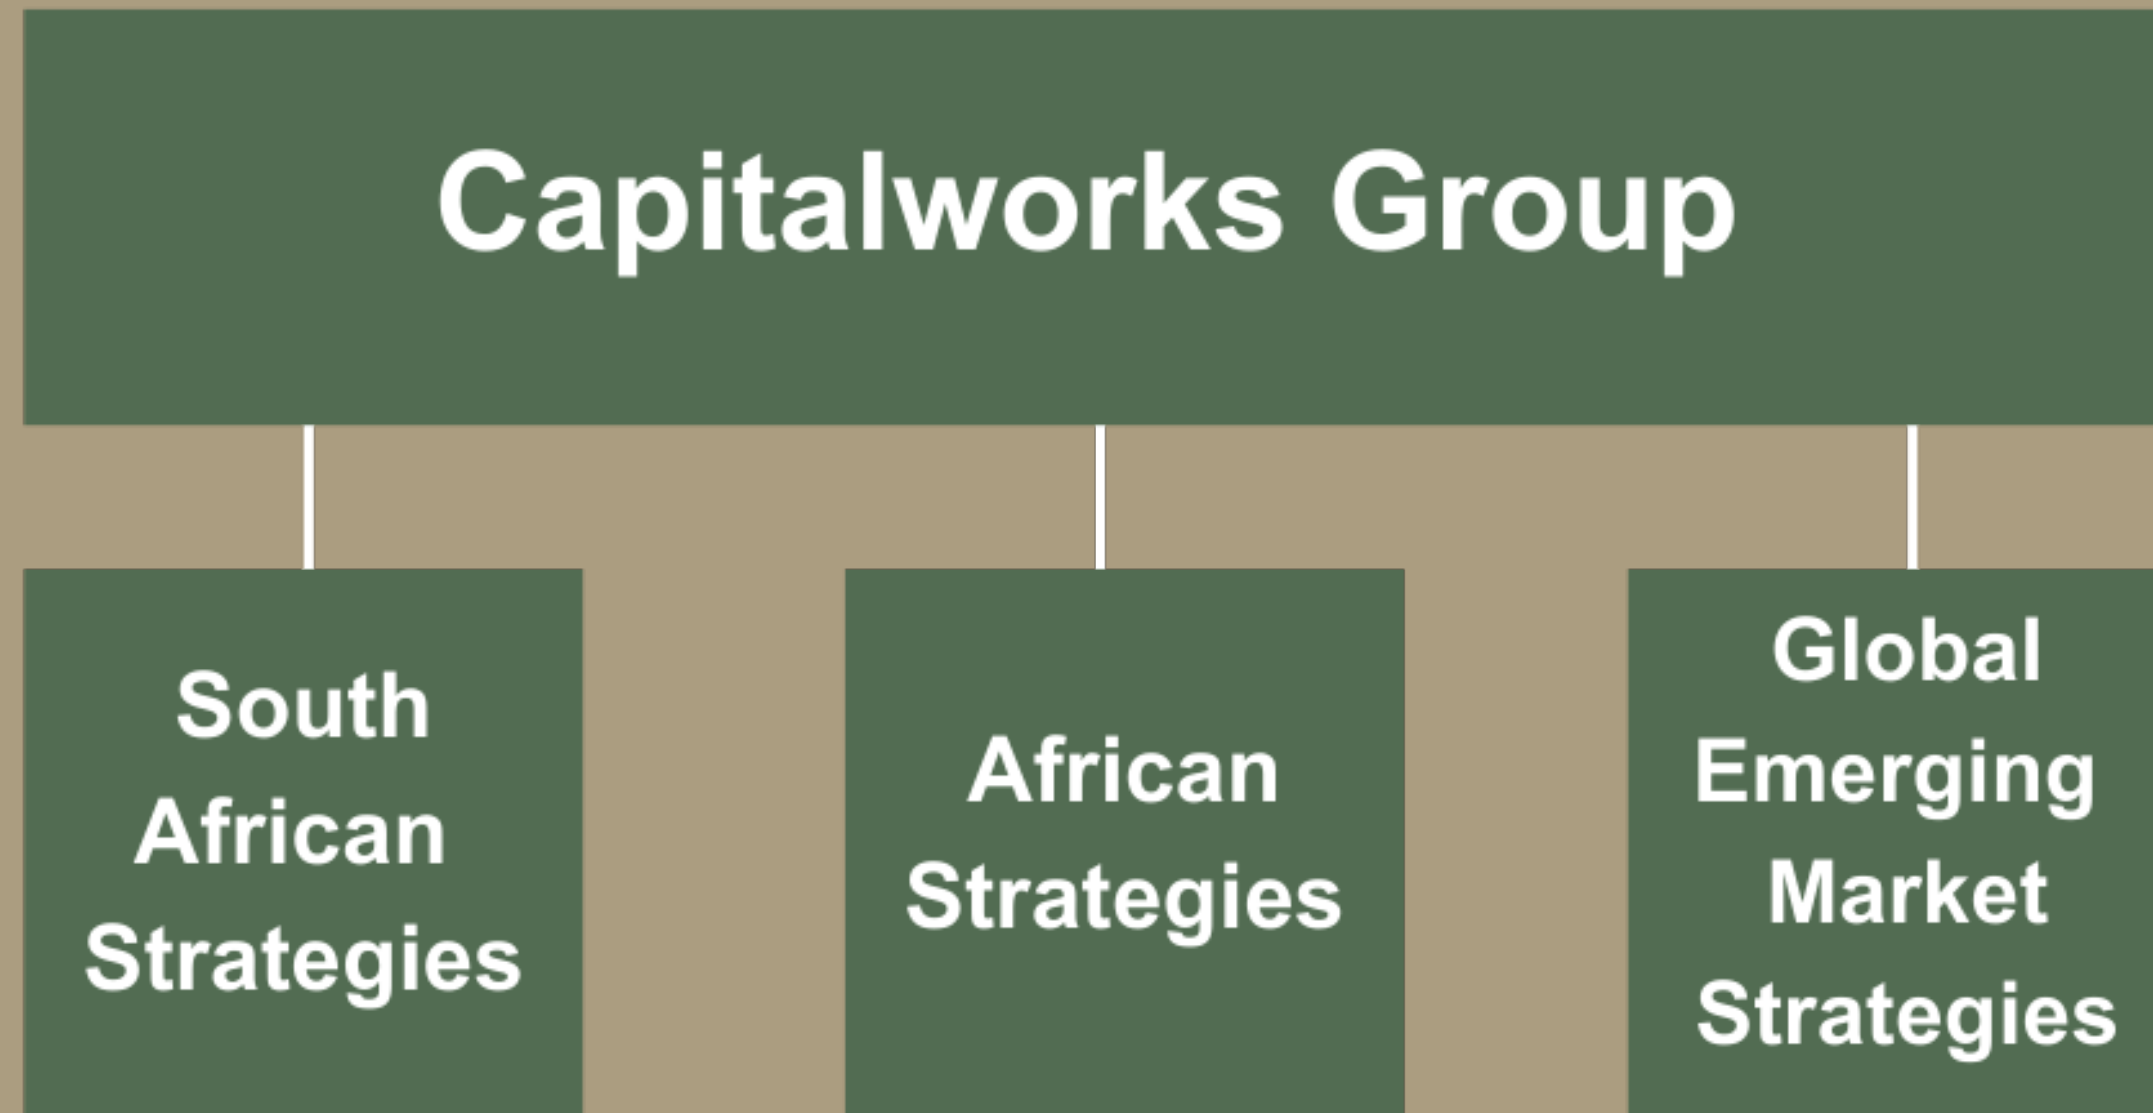 Capitalworks Group
South
African
Strategies
African
Strategies
Global
Emerging
Market
Strategies